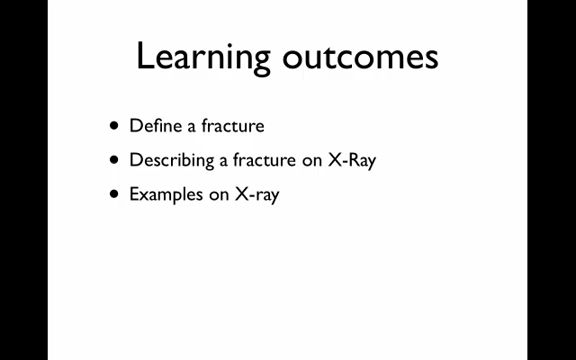 Learning outcomes
• Define a fracture
• Describing a fracture on X-Ray
• Examples on X-ray